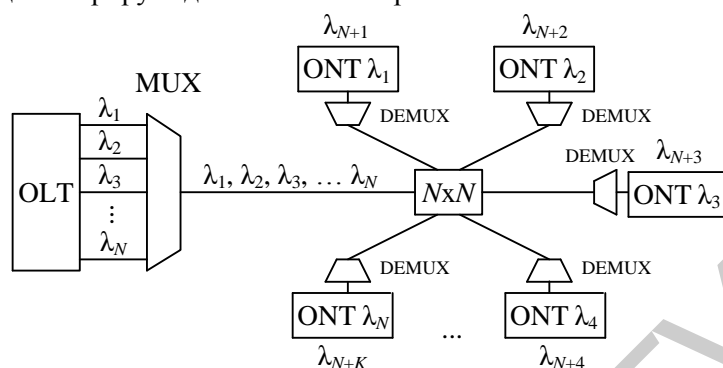 λN+1
λN+2
ONT λ1
ONT λ2
MUX
DEMUX
DEMUX
λ1
λ2
λ3
⋮
λN
OLT
λ1, λ2, λ3, … λN
NxN
DEMUX
λN+3
ONT λ3
DEMUX
DEMUX
ONT λN
...
ONT λ4
λN+K
λN+4